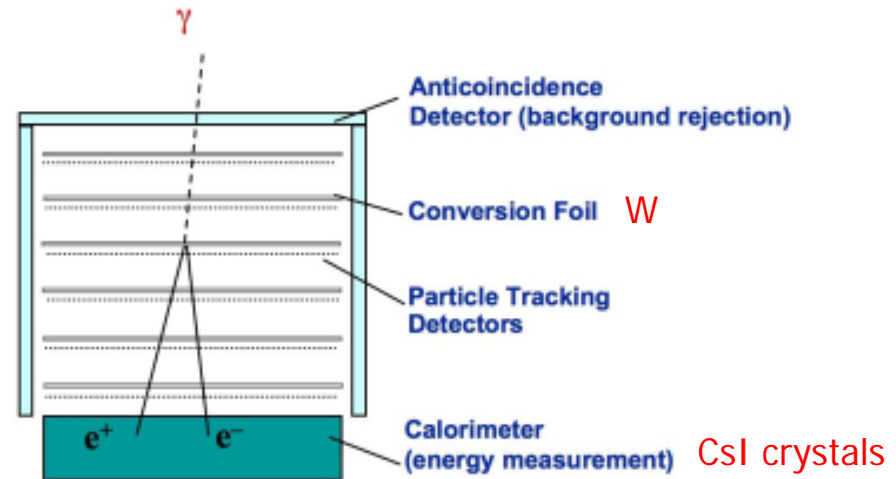 γ
Anticoincidence
Detector (background rejection)
Conversion Foil W
Particle Tracking
Detectors
e⁺ e⁻
Calorimeter
(energy measurement) CsI crystals